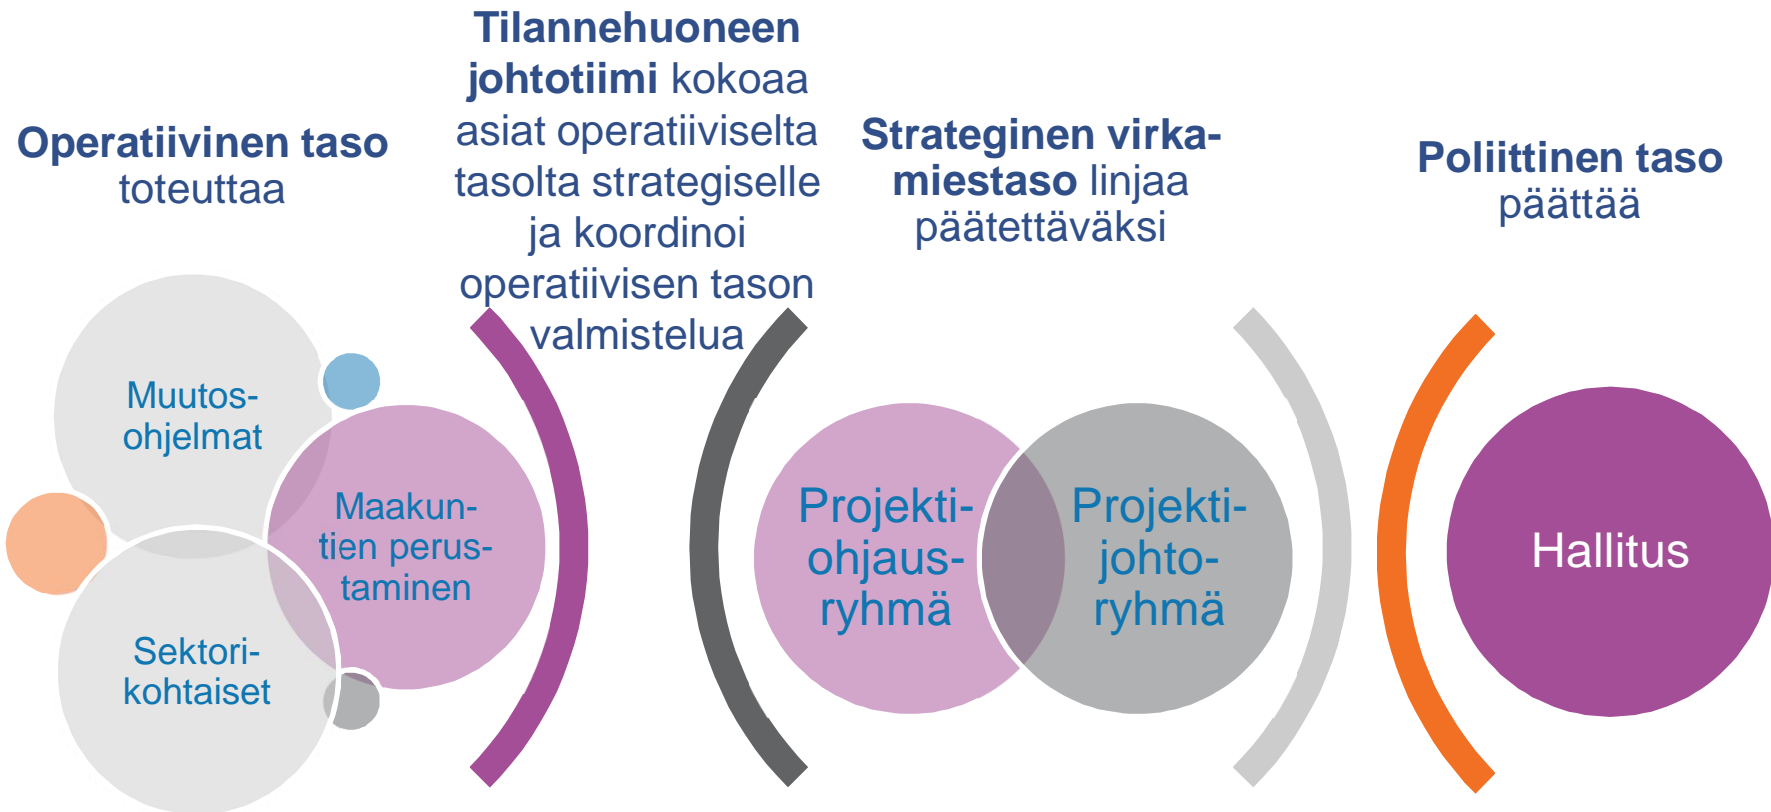 Operatiivinen taso
toteuttaa
Tilannehuoneen
johtotiimi kokoaa
asiat operatiiviselta
tasolta strategiselle
ja koordinoi
operatiivisen tason
valmistelua
Strateginen virka-
miestaso linjaa
päätettäväksi
Poliittinen taso
päättää
Muutos-
ohjelmat
Maakun-
tien perus-
taminen
Sektori-
kohtaiset
Projekti-
ohjaus-
ryhmä
Projekti-
johto-
ryhmä
Hallitus